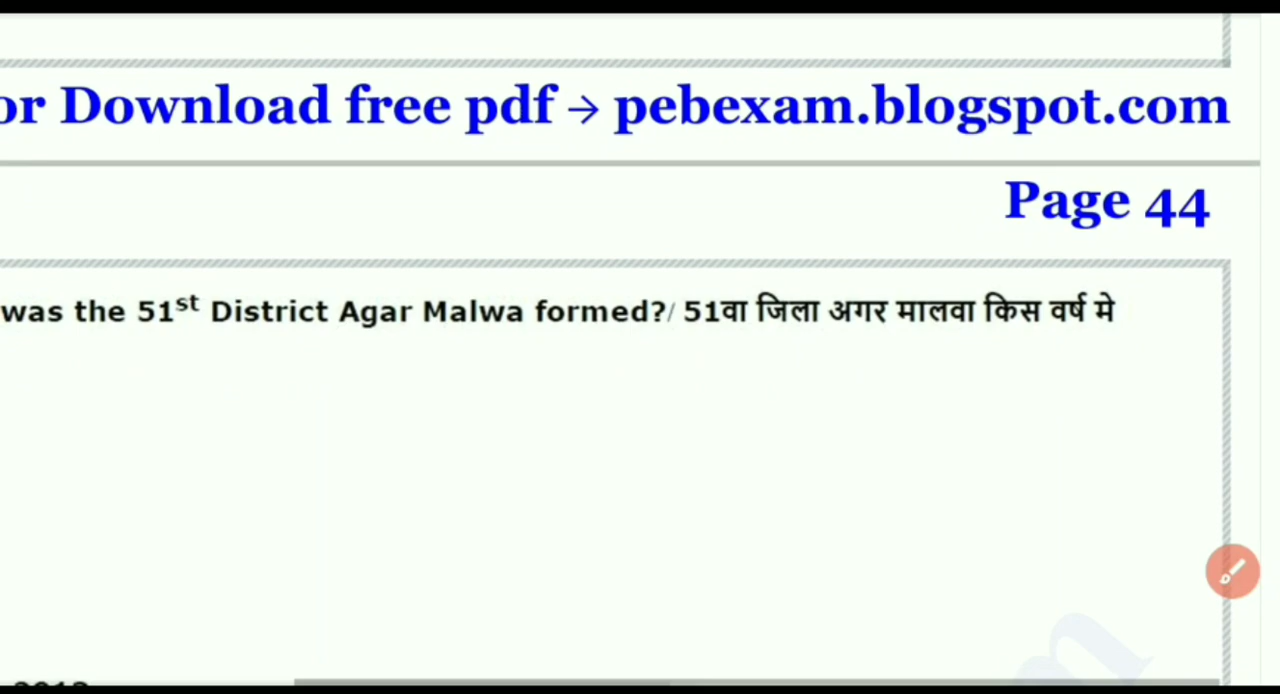 or Download free pdf → pebexam.blogspot.com
Page 44
was the 51st District Agar Malwa formed?/ 51वा जिला अगर मालवा किस वर्ष मे